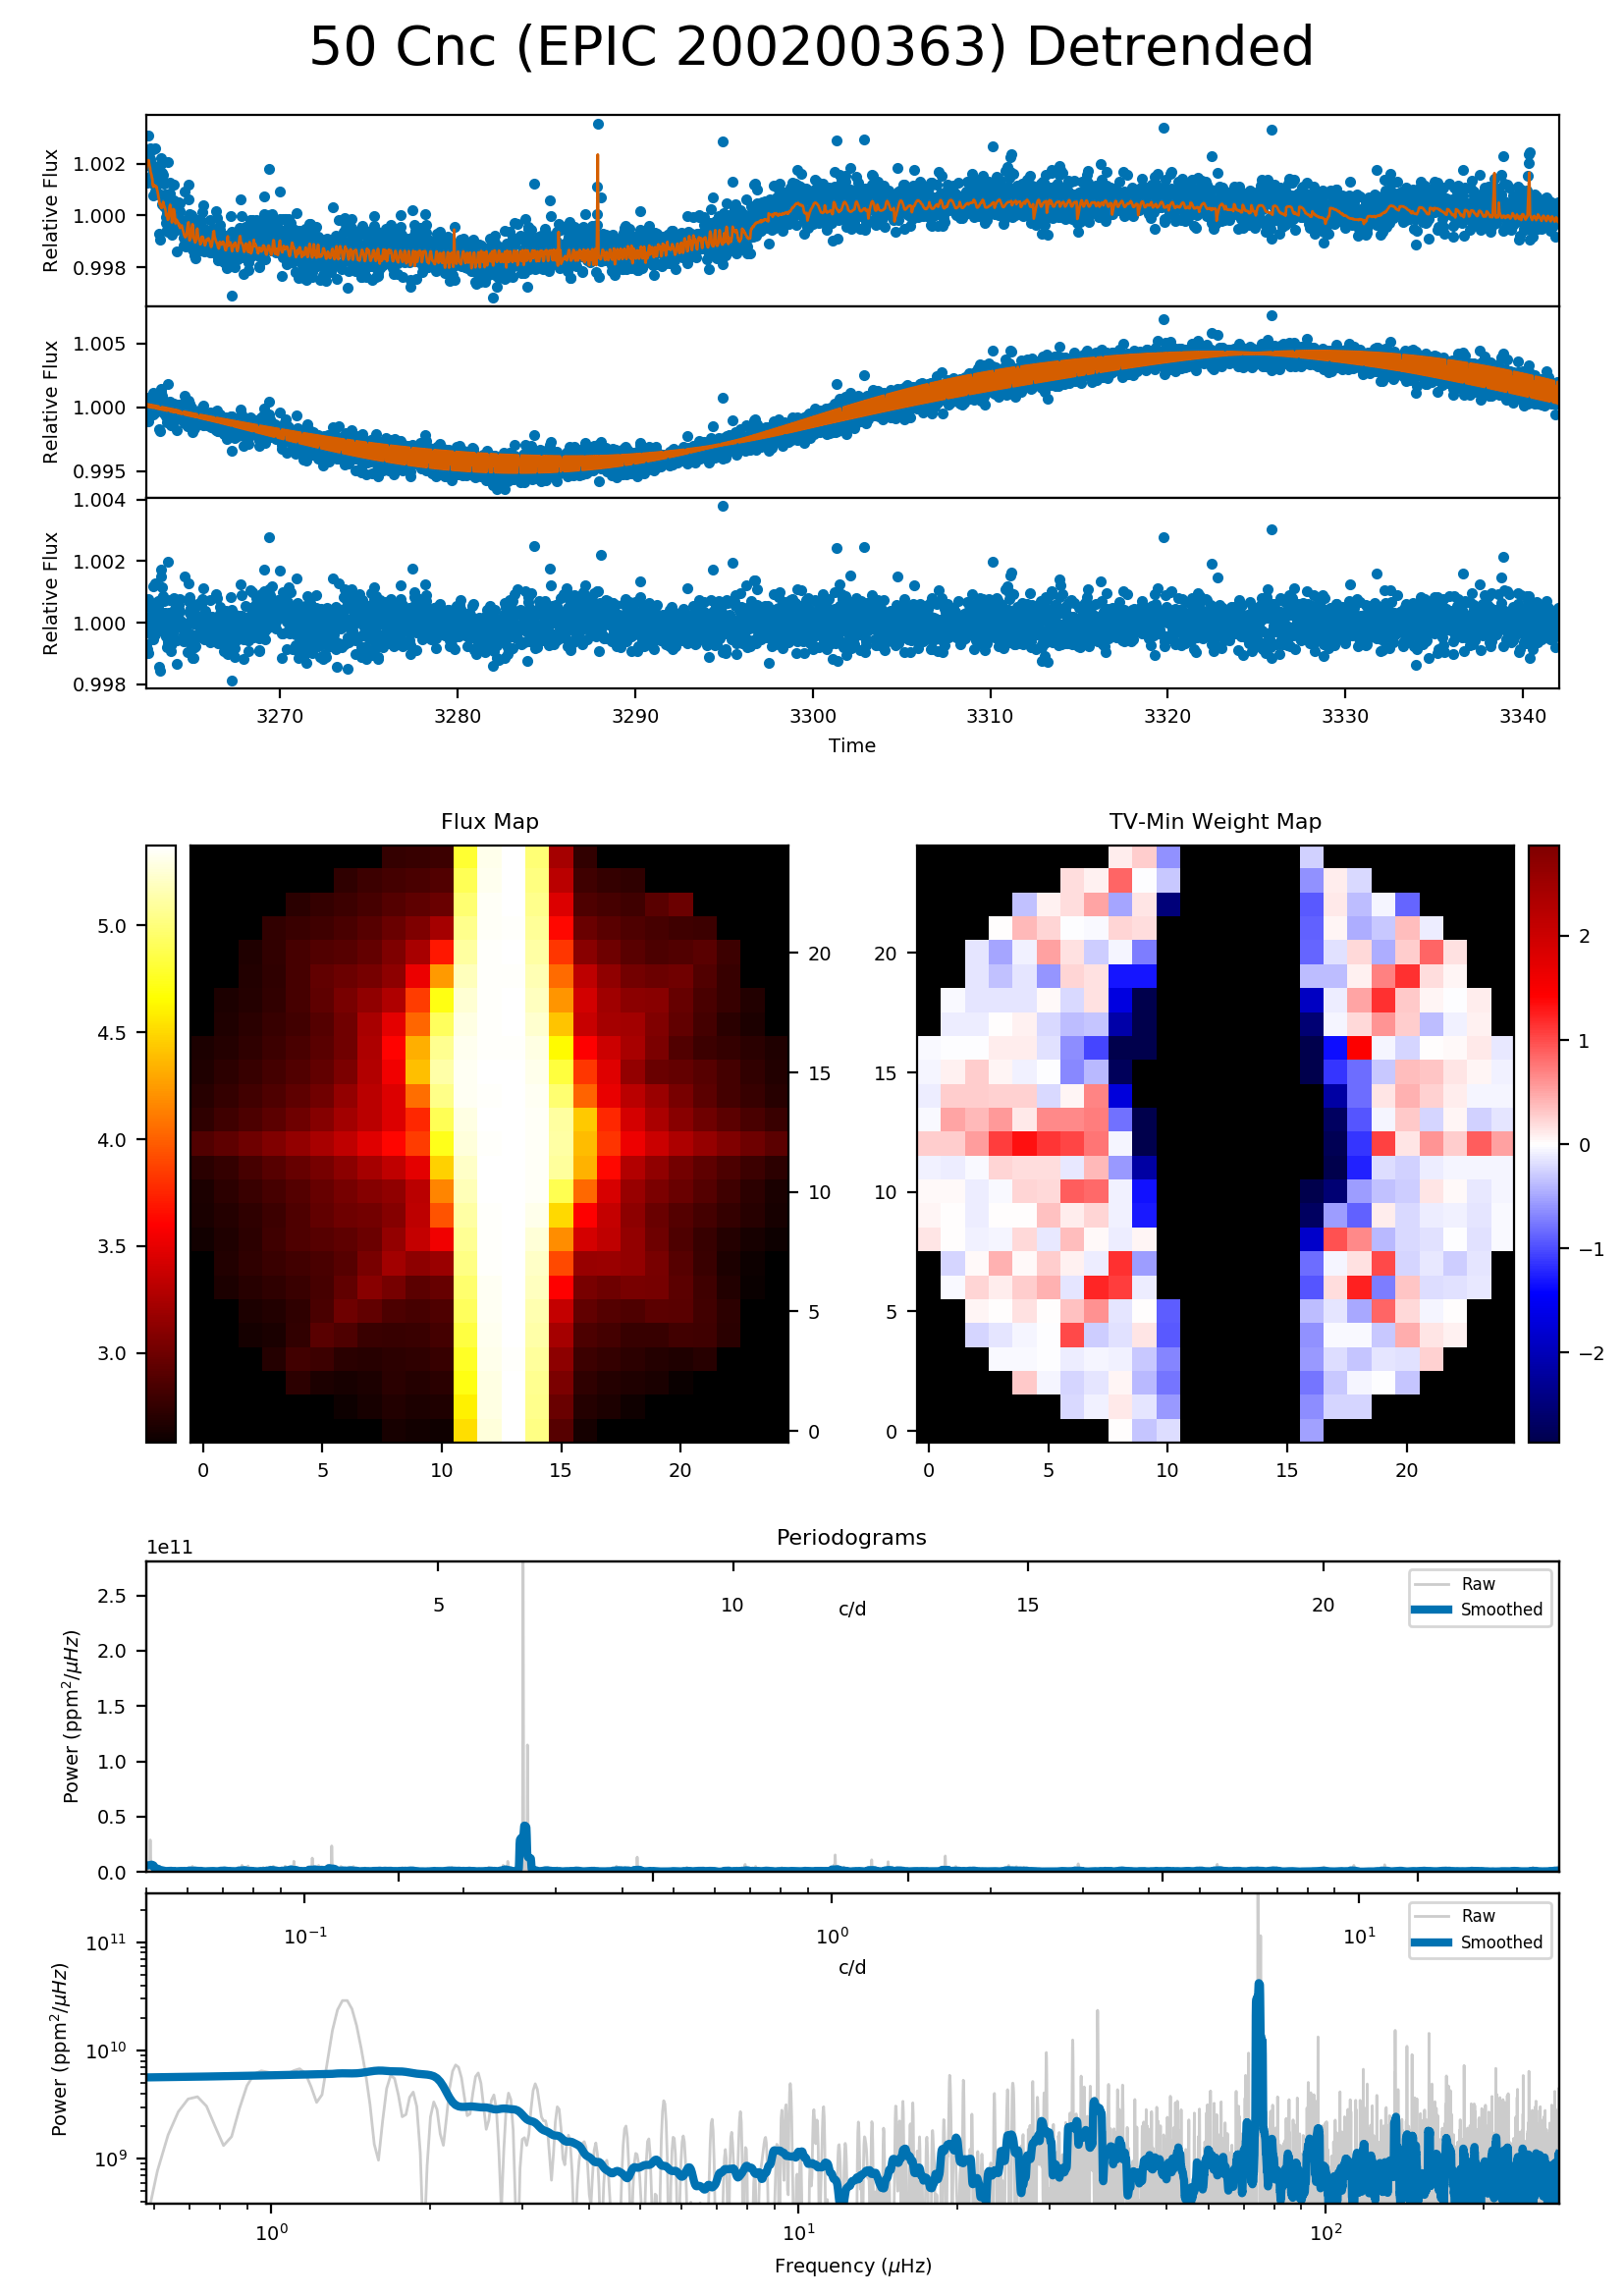 50 Cnc (EPIC 200200363) Detrended
Relative Flux
1.002
1.000
0.998
Relative Flux
1.005
1.000
0.995
Relative Flux
1.004
1.002
1.000
0.998
3270 3280 3290 3300 3310 3320 3330 3340
Time
Flux Map
5.0
4.5
4.0
3.5
3.0
20
15
10
5
0
0 5 10 15 20
TV-Min Weight Map
20
15
10
5
0
0 5 10 15 20
2
1
0
−1
−2
Periodograms
1e11
Power (ppm²/μHz)
2.5
2.0
1.5
1.0
0.5
0.0
5 10 15 20
c/d
Raw
Smoothed
Power (ppm²/μHz)
10¹¹
10¹⁰
10⁹
10⁻¹ 10⁰ 10¹
c/d
Raw
Smoothed
10⁰ 10¹ 10²
Frequency (μHz)